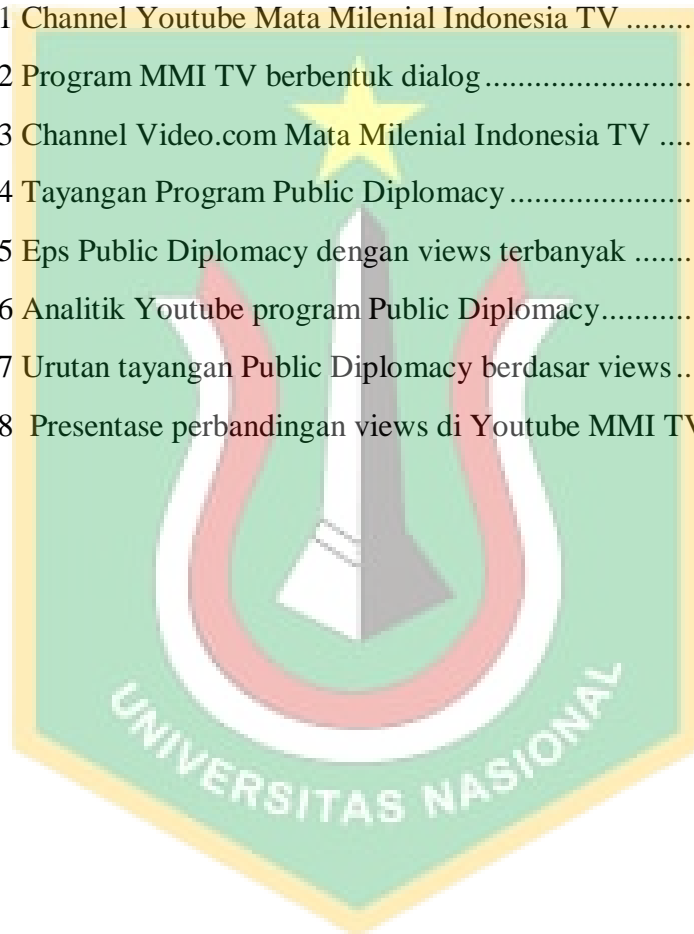 1 Channel Youtube Mata Milenial Indonesia TV ........
2 Program MMI TV berbentuk dialog.......................
3 Channel Video.com Mata Milenial Indonesia TV ....
4 Tayangan Program Public Diplomacy....................
5 Eps Public Diplomacy dengan views terbanyak .......
6 Analitik Youtube program Public Diplomacy...........
7 Urutan tayangan Public Diplomacy berdasar views..
8 Presentase perbandingan views di Youtube MMI TV
UNIVERSITAS NASIONAL